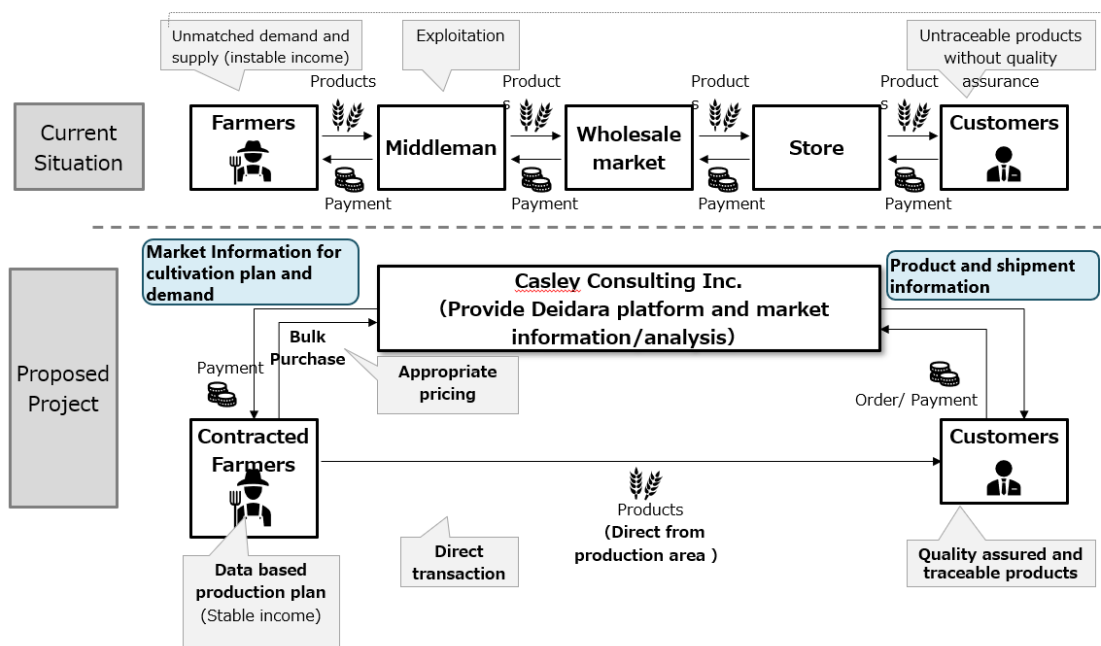 Unmatched demand and
supply (instable income)
Exploitation
Untraceable products
without quality
assurance
Products
Product
s
Product
s
Product
s
Current
Situation
Farmers
Middleman
Wholesale
market
Store
Customers
Payment
Payment
Payment
Payment
Market Information for
cultivation plan and
demand
Casley Consulting Inc.
(Provide Deidara platform and market
information/analysis)
Product and shipment
information
Proposed
Project
Payment
Bulk
Purchase
Appropriate
pricing
Order/ Payment
Contracted
Farmers
Customers
Products
(Direct from
production area )
Direct
transaction
Quality assured and
traceable products
Data based
production plan
(Stable income)